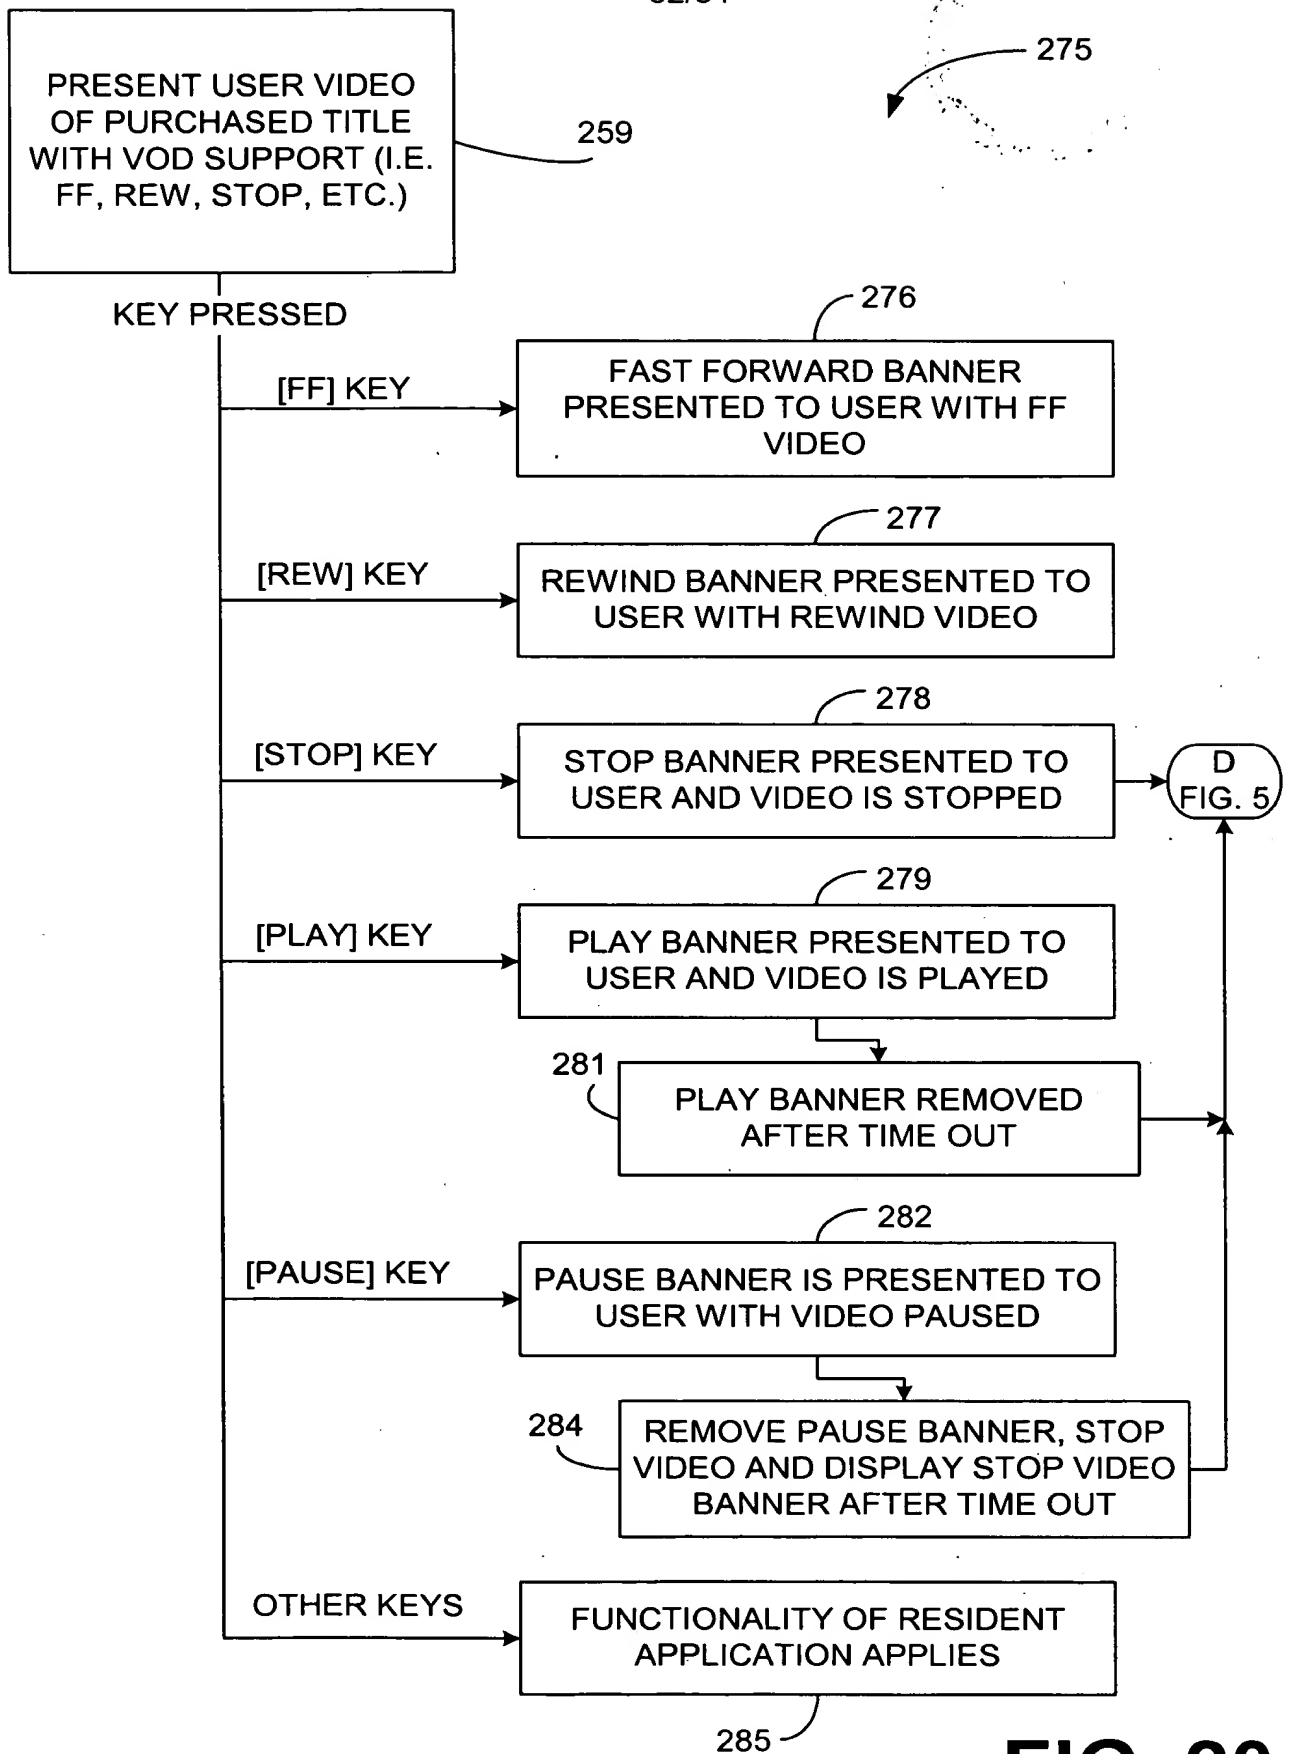 275
PRESENT USER VIDEO
OF PURCHASED TITLE
WITH VOD SUPPORT (I.E.
FF, REW, STOP, ETC.)
259
KEY PRESSED
276
[FF] KEY
FAST FORWARD BANNER
PRESENTED TO USER WITH FF
VIDEO
277
[REW] KEY
REWIND BANNER PRESENTED TO
USER WITH REWIND VIDEO
278
[STOP] KEY
STOP BANNER PRESENTED TO
USER AND VIDEO IS STOPPED
D
FIG. 5
279
[PLAY] KEY
PLAY BANNER PRESENTED TO
USER AND VIDEO IS PLAYED
281
PLAY BANNER REMOVED
AFTER TIME OUT
282
[PAUSE] KEY
PAUSE BANNER IS PRESENTED TO
USER WITH VIDEO PAUSED
284
REMOVE PAUSE BANNER, STOP
VIDEO AND DISPLAY STOP VIDEO
BANNER AFTER TIME OUT
OTHER KEYS
FUNCTIONALITY OF RESIDENT
APPLICATION APPLIES
285
FIG.